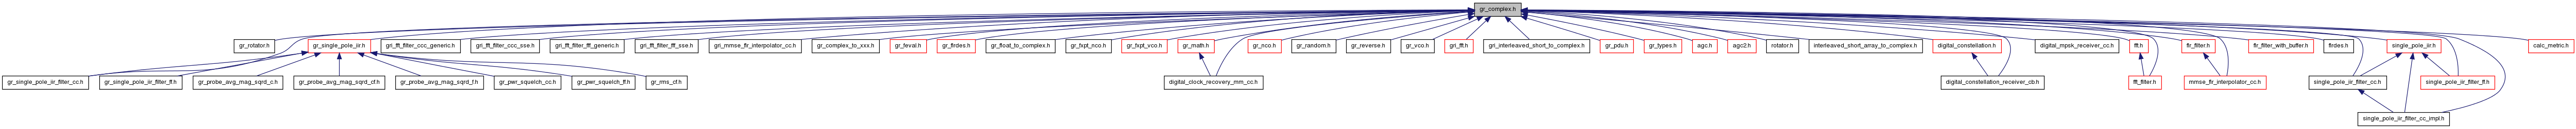 gr_complex.h
gr_rotator.h
gr_single_pole_iir.h
gri_fft_filter_ccc_generic.h
gri_fft_filter_ccc_sse.h
gri_fft_filter_fff_generic.h
gri_fft_filter_fff_sse.h
gri_mmse_fir_interpolator_cc.h
gr_complex_to_xxx.h
gr_feval.h
gr_firdes.h
gr_float_to_complex.h
gr_fxpt_nco.h
gr_fxpt_vco.h
gr_math.h
gr_nco.h
gr_random.h
gr_reverse.h
gr_vco.h
gri_fft.h
gri_interleaved_short_to_complex.h
gr_pdu.h
gr_types.h
agc.h
agc2.h
rotator.h
interleaved_short_array_to_complex.h
digital_constellation.h
digital_mpsk_receiver_cc.h
fft.h
fir_filter.h
fir_filter_with_buffer.h
firdes.h
single_pole_iir.h
calc_metric.h
gr_single_pole_iir_filter_cc.h
gr_single_pole_iir_filter_ff.h
gr_probe_avg_mag_sqrd_c.h
gr_probe_avg_mag_sqrd_cf.h
gr_probe_avg_mag_sqrd_f.h
gr_pwr_squelch_cc.h
gr_pwr_squelch_ff.h
gr_rms_cf.h
digital_clock_recovery_mm_cc.h
digital_constellation_receiver_cb.h
fft_filter.h
mmse_fir_interpolator_cc.h
single_pole_iir_filter_cc.h
single_pole_iir_filter_ff.h
single_pole_iir_filter_cc_impl.h